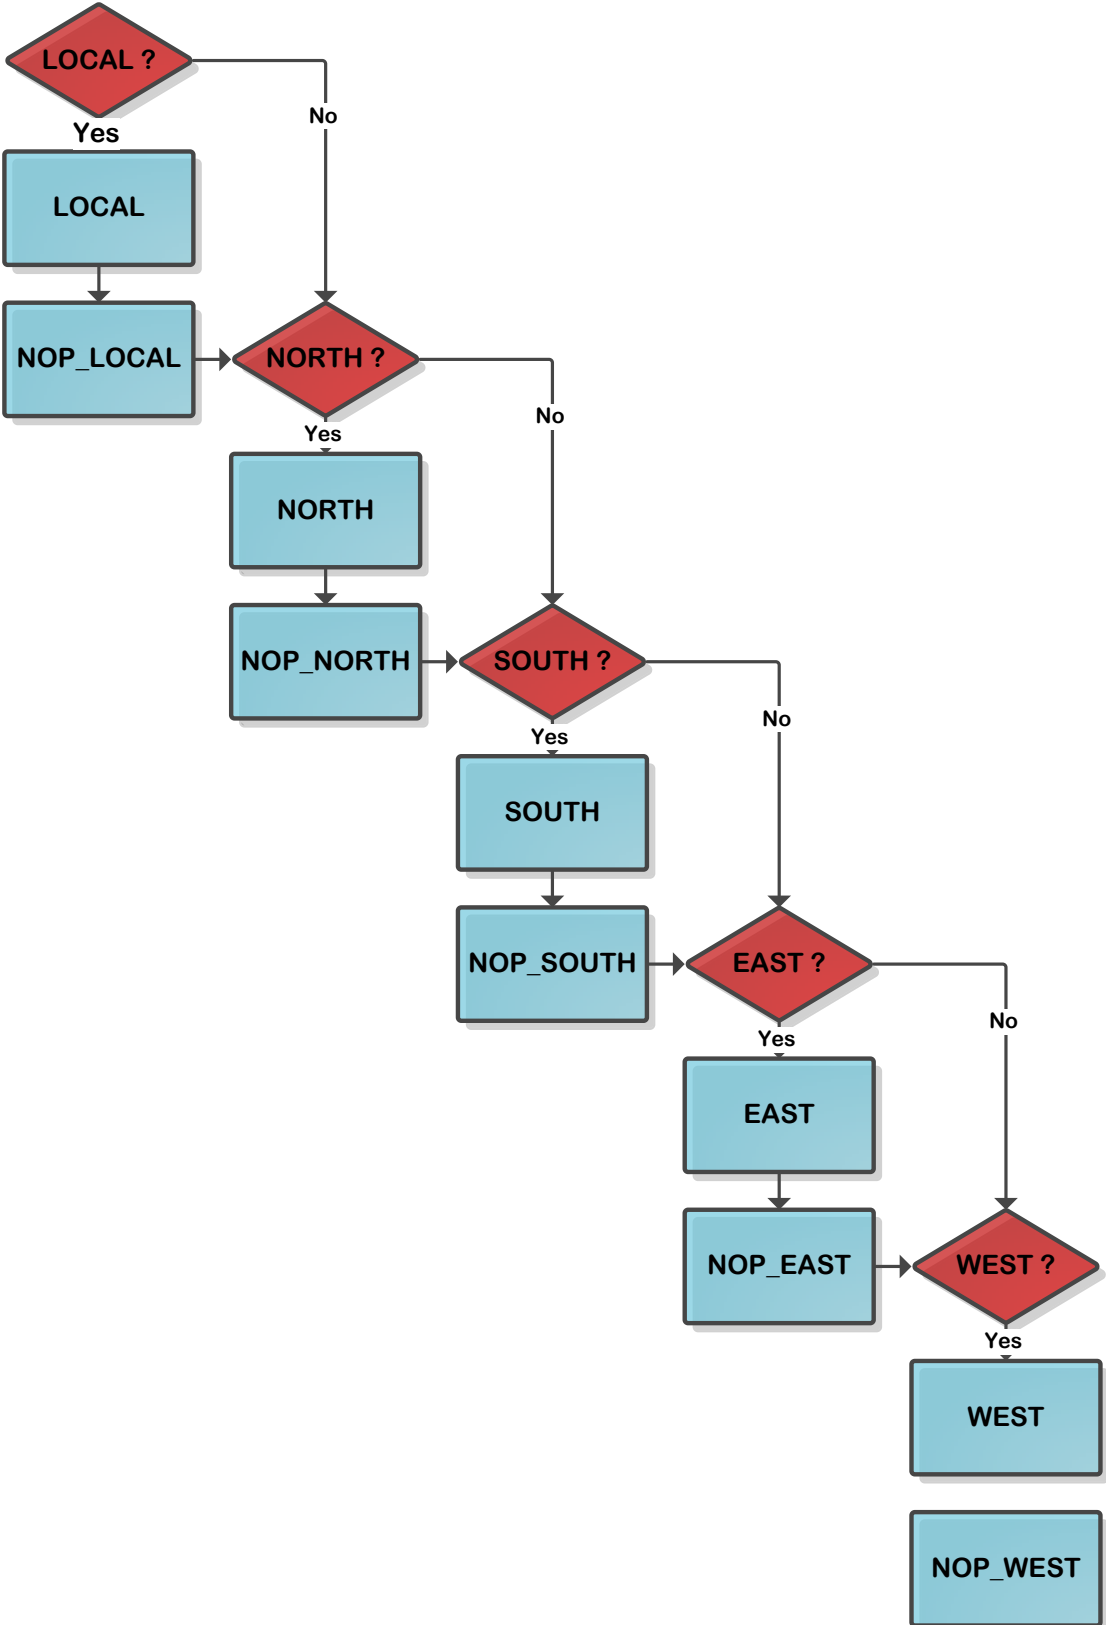 LOCAL ?
No
Yes
LOCAL
NOP_LOCAL
NORTH ?
No
Yes
NORTH
NOP_NORTH
SOUTH ?
No
Yes
SOUTH
NOP_SOUTH
EAST ?
No
Yes
EAST
NOP_EAST
WEST ?
Yes
WEST
NOP_WEST